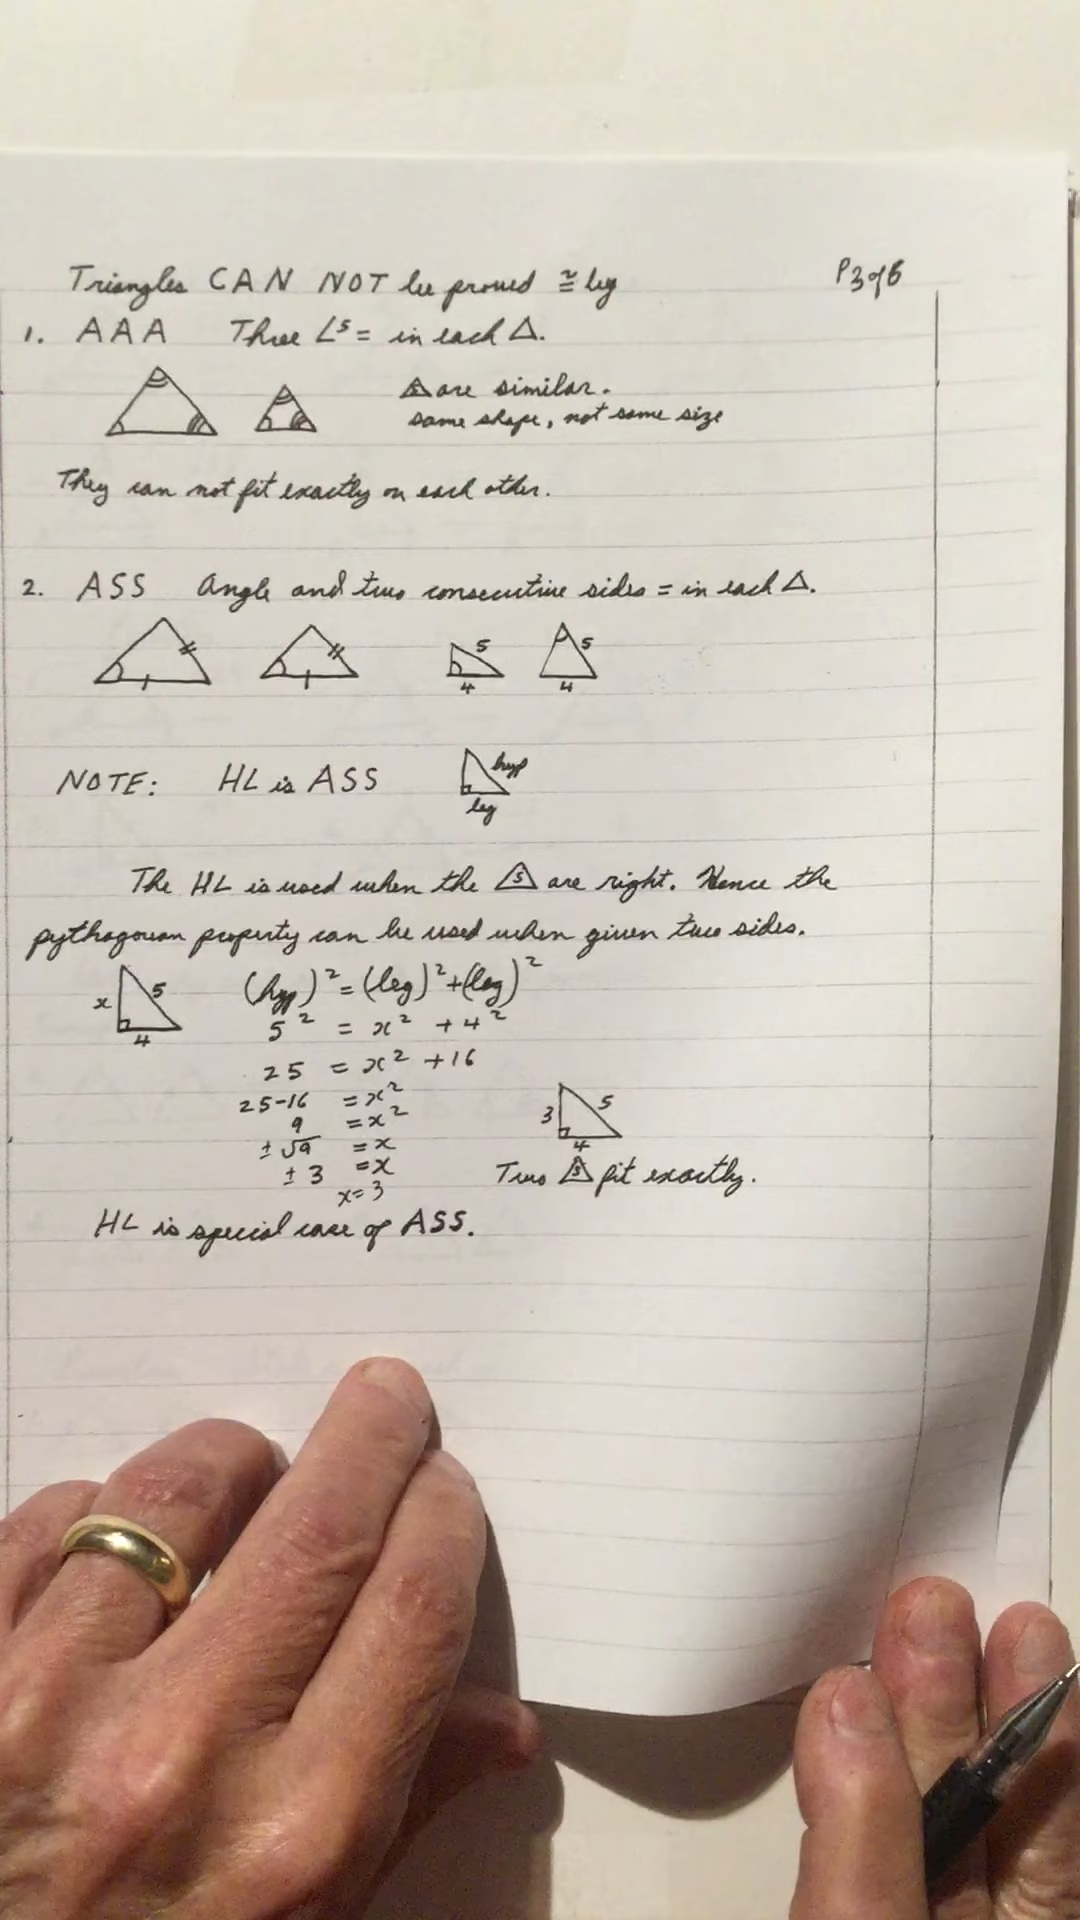 Triangles CAN NOT be proved ≅ by
P3of6
1. AAA Three ∠s = in each △.
△s are similar.
same shape, not same size
They can not fit exactly on each other.
2. ASS Angle and two consecutive sides = in each △.
5
4
5
4
NOTE: HL is ASS
hyp
leg
The HL is used when the △s are right. Hence the
pythagorean property can be used when given two sides.
x 5
4
(hyp)² = (leg)² + (leg)²
5² = x² + 4²
25 = x² + 16
25-16 = x²
9 = x²
±√9 = x
± 3 = x
x = 3
3 5
4
Two △s fit exactly.
HL is special case of ASS.